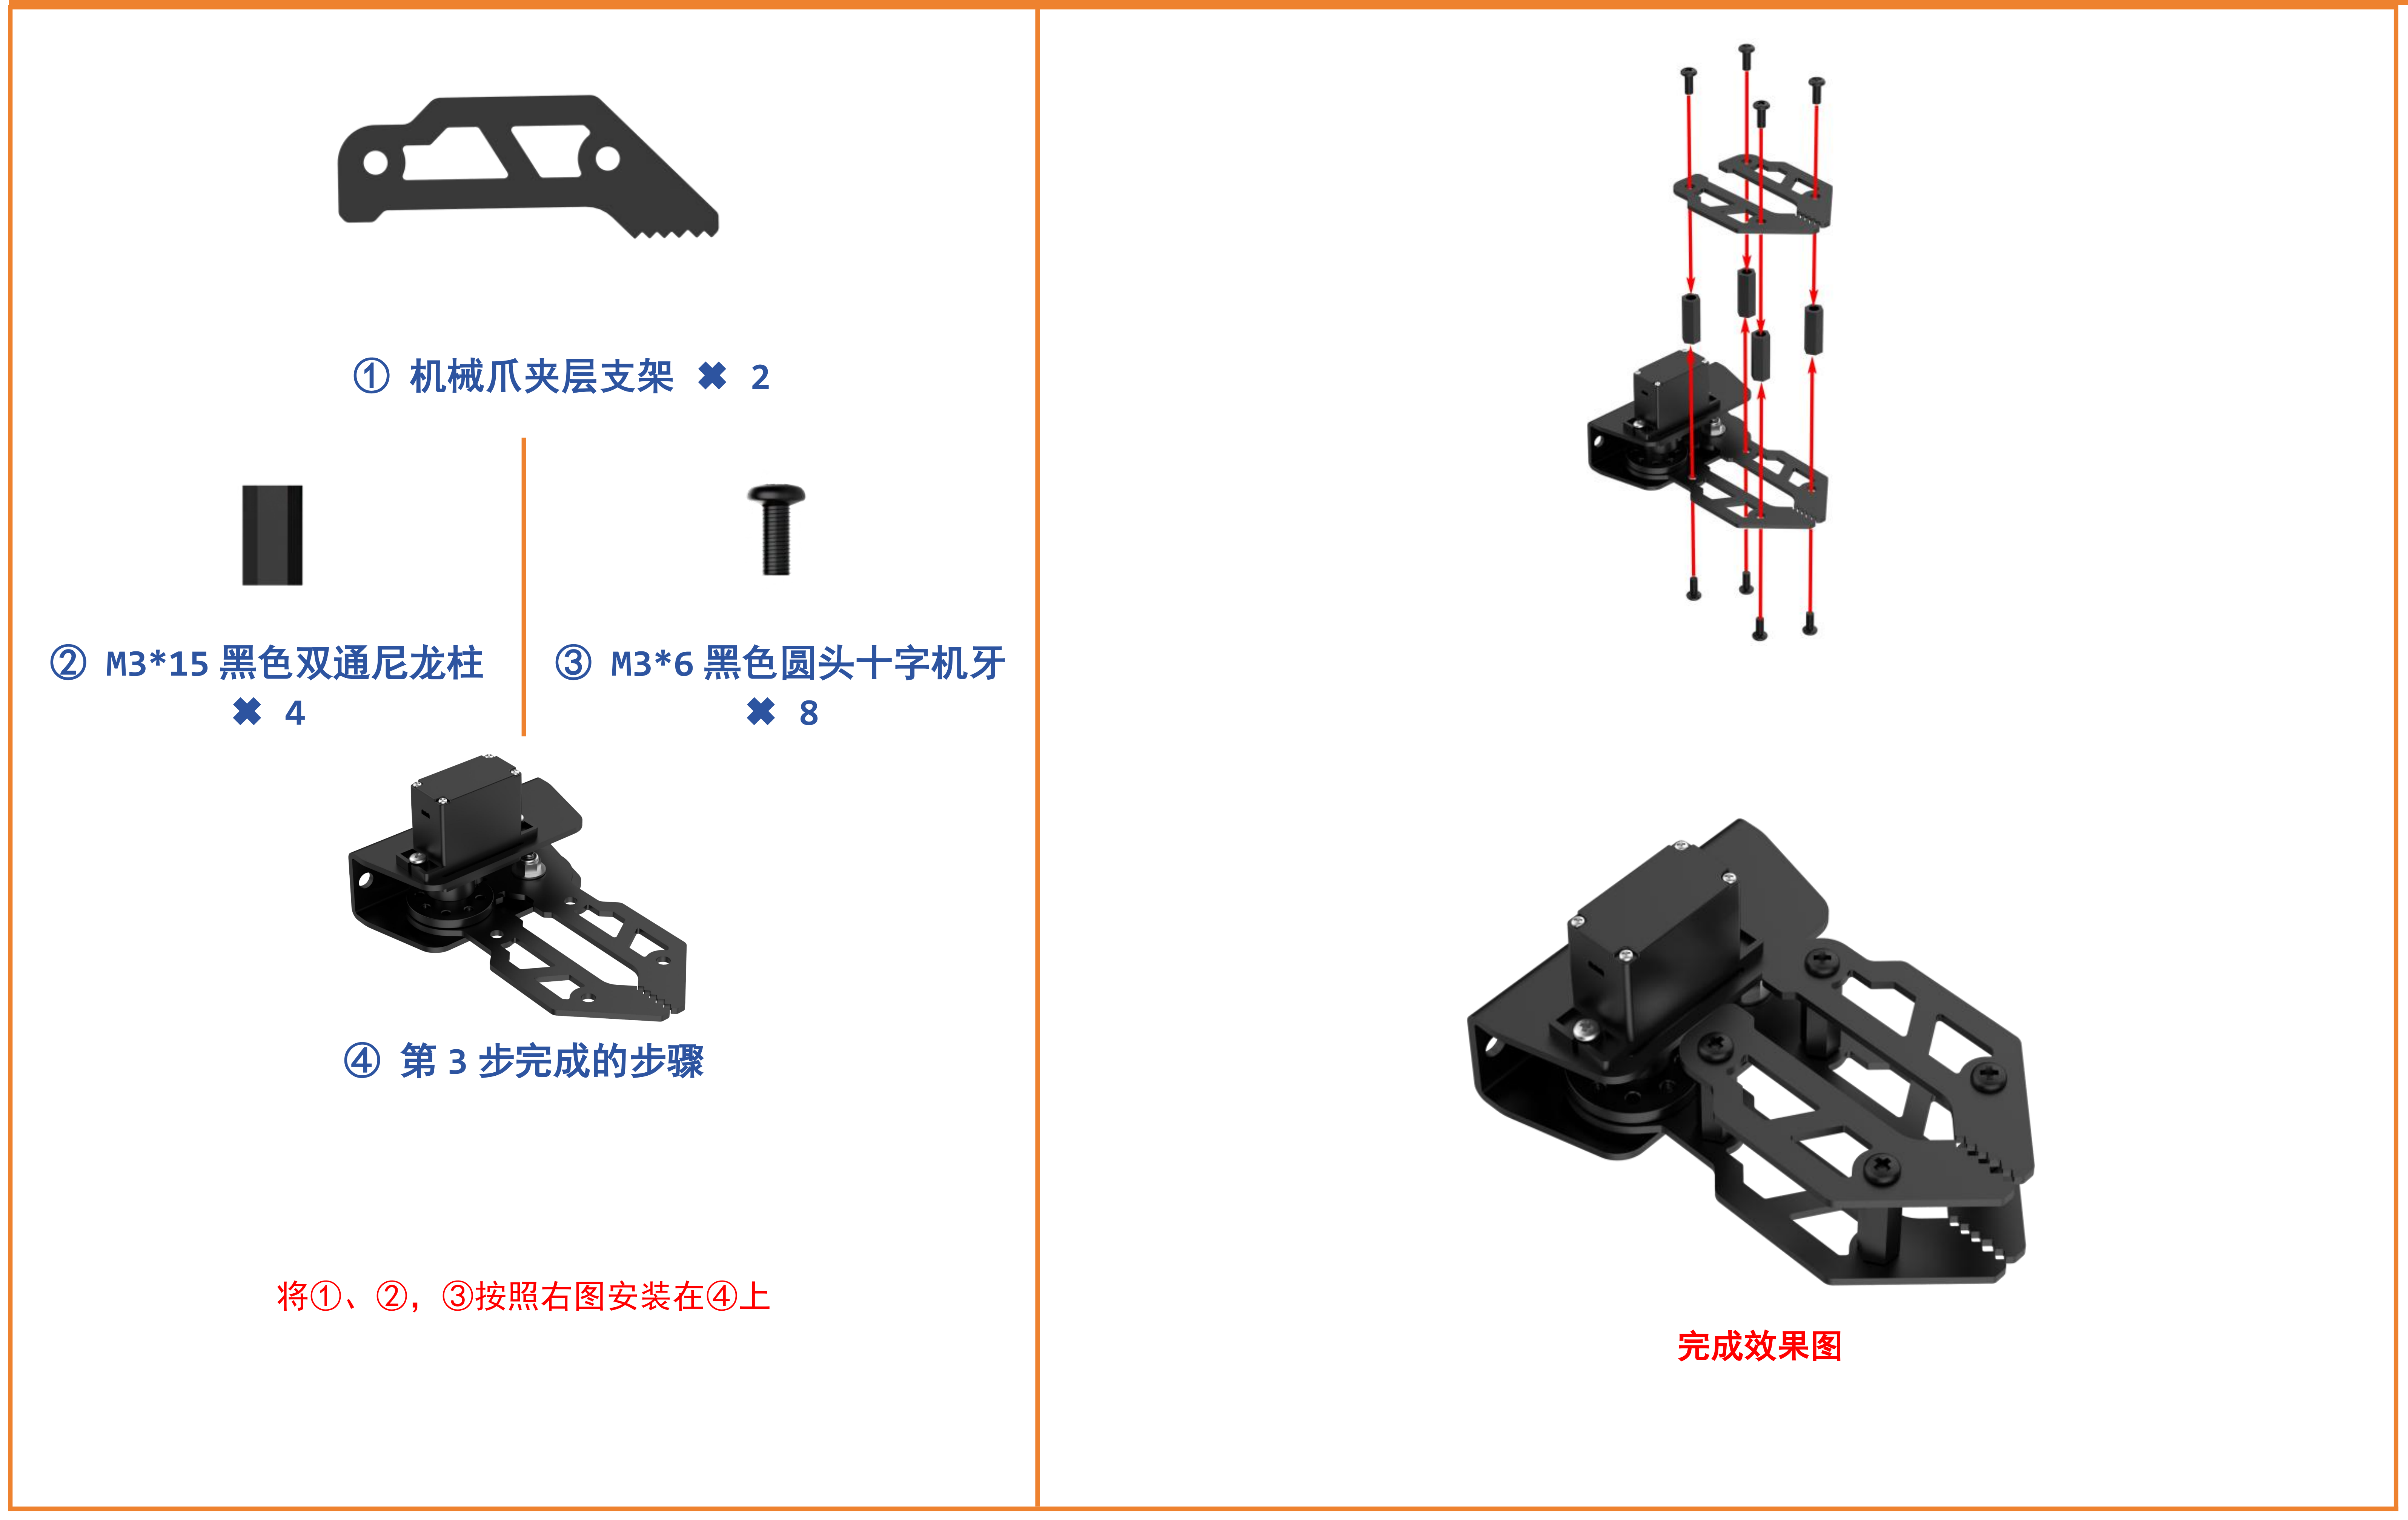 ① 机械爪夹层支架 ✖ 2
② M3*15黑色双通尼龙柱
✖ 4
③ M3*6黑色圆头十字机牙
✖ 8
④ 第3步完成的步骤
将①、②，③按照右图安装在④上
完成效果图